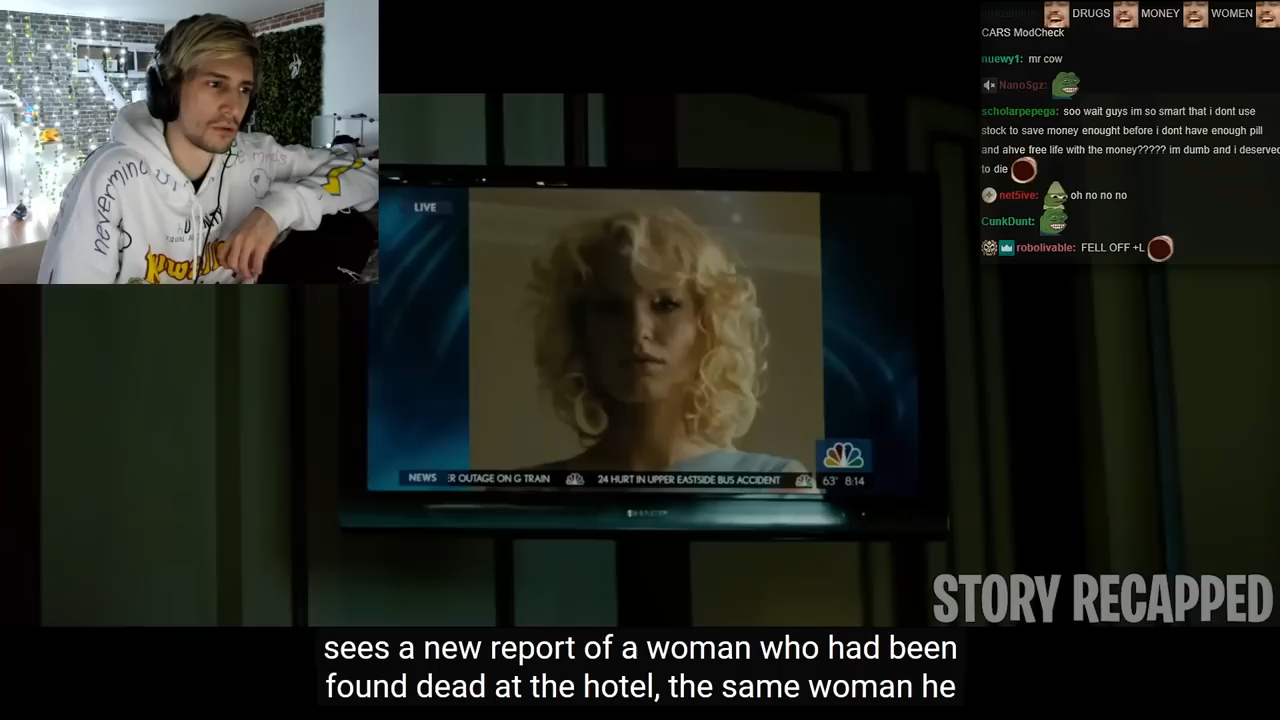 DRUGS MONEY WOMEN
CARS ModCheck
nuewy1: mr cow
NanoSgz:
scholarpepega: soo wait guys im so smart that i dont use
stock to save money enought before i dont have enough pill
and ahve free life with the money????? im dumb and i deserved
to die
net5ive: oh no no no
CunkDunt:
robolivable: FELL OFF +L
nevermind
LIVE
NEWS ER OUTAGE ON G TRAIN 24 HURT IN UPPER EASTSIDE BUS ACCIDENT 63° 8:14
STORY RECAPPED
sees a new report of a woman who had been
found dead at the hotel, the same woman he